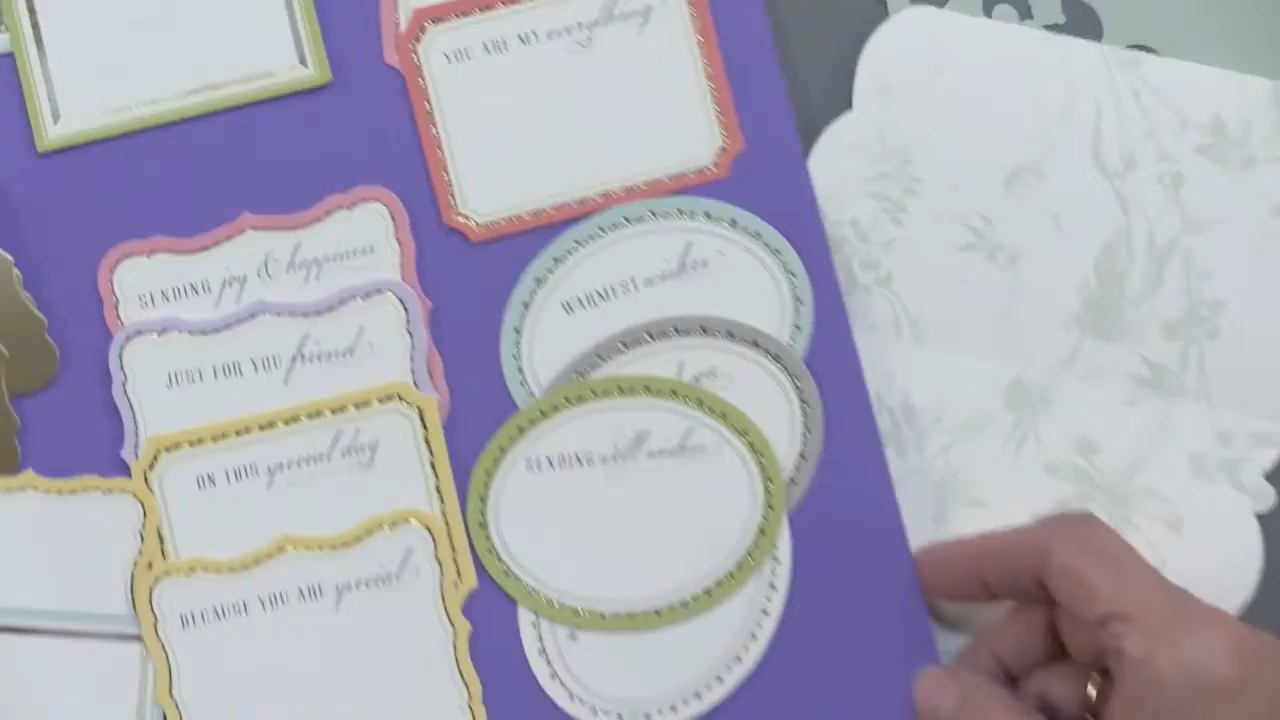 YOU ARE MY everything
SENDING joy & happiness
WARMEST wishes
JUST FOR YOU friend
ON THIS special day
SENDING well wishes
BECAUSE YOU ARE special